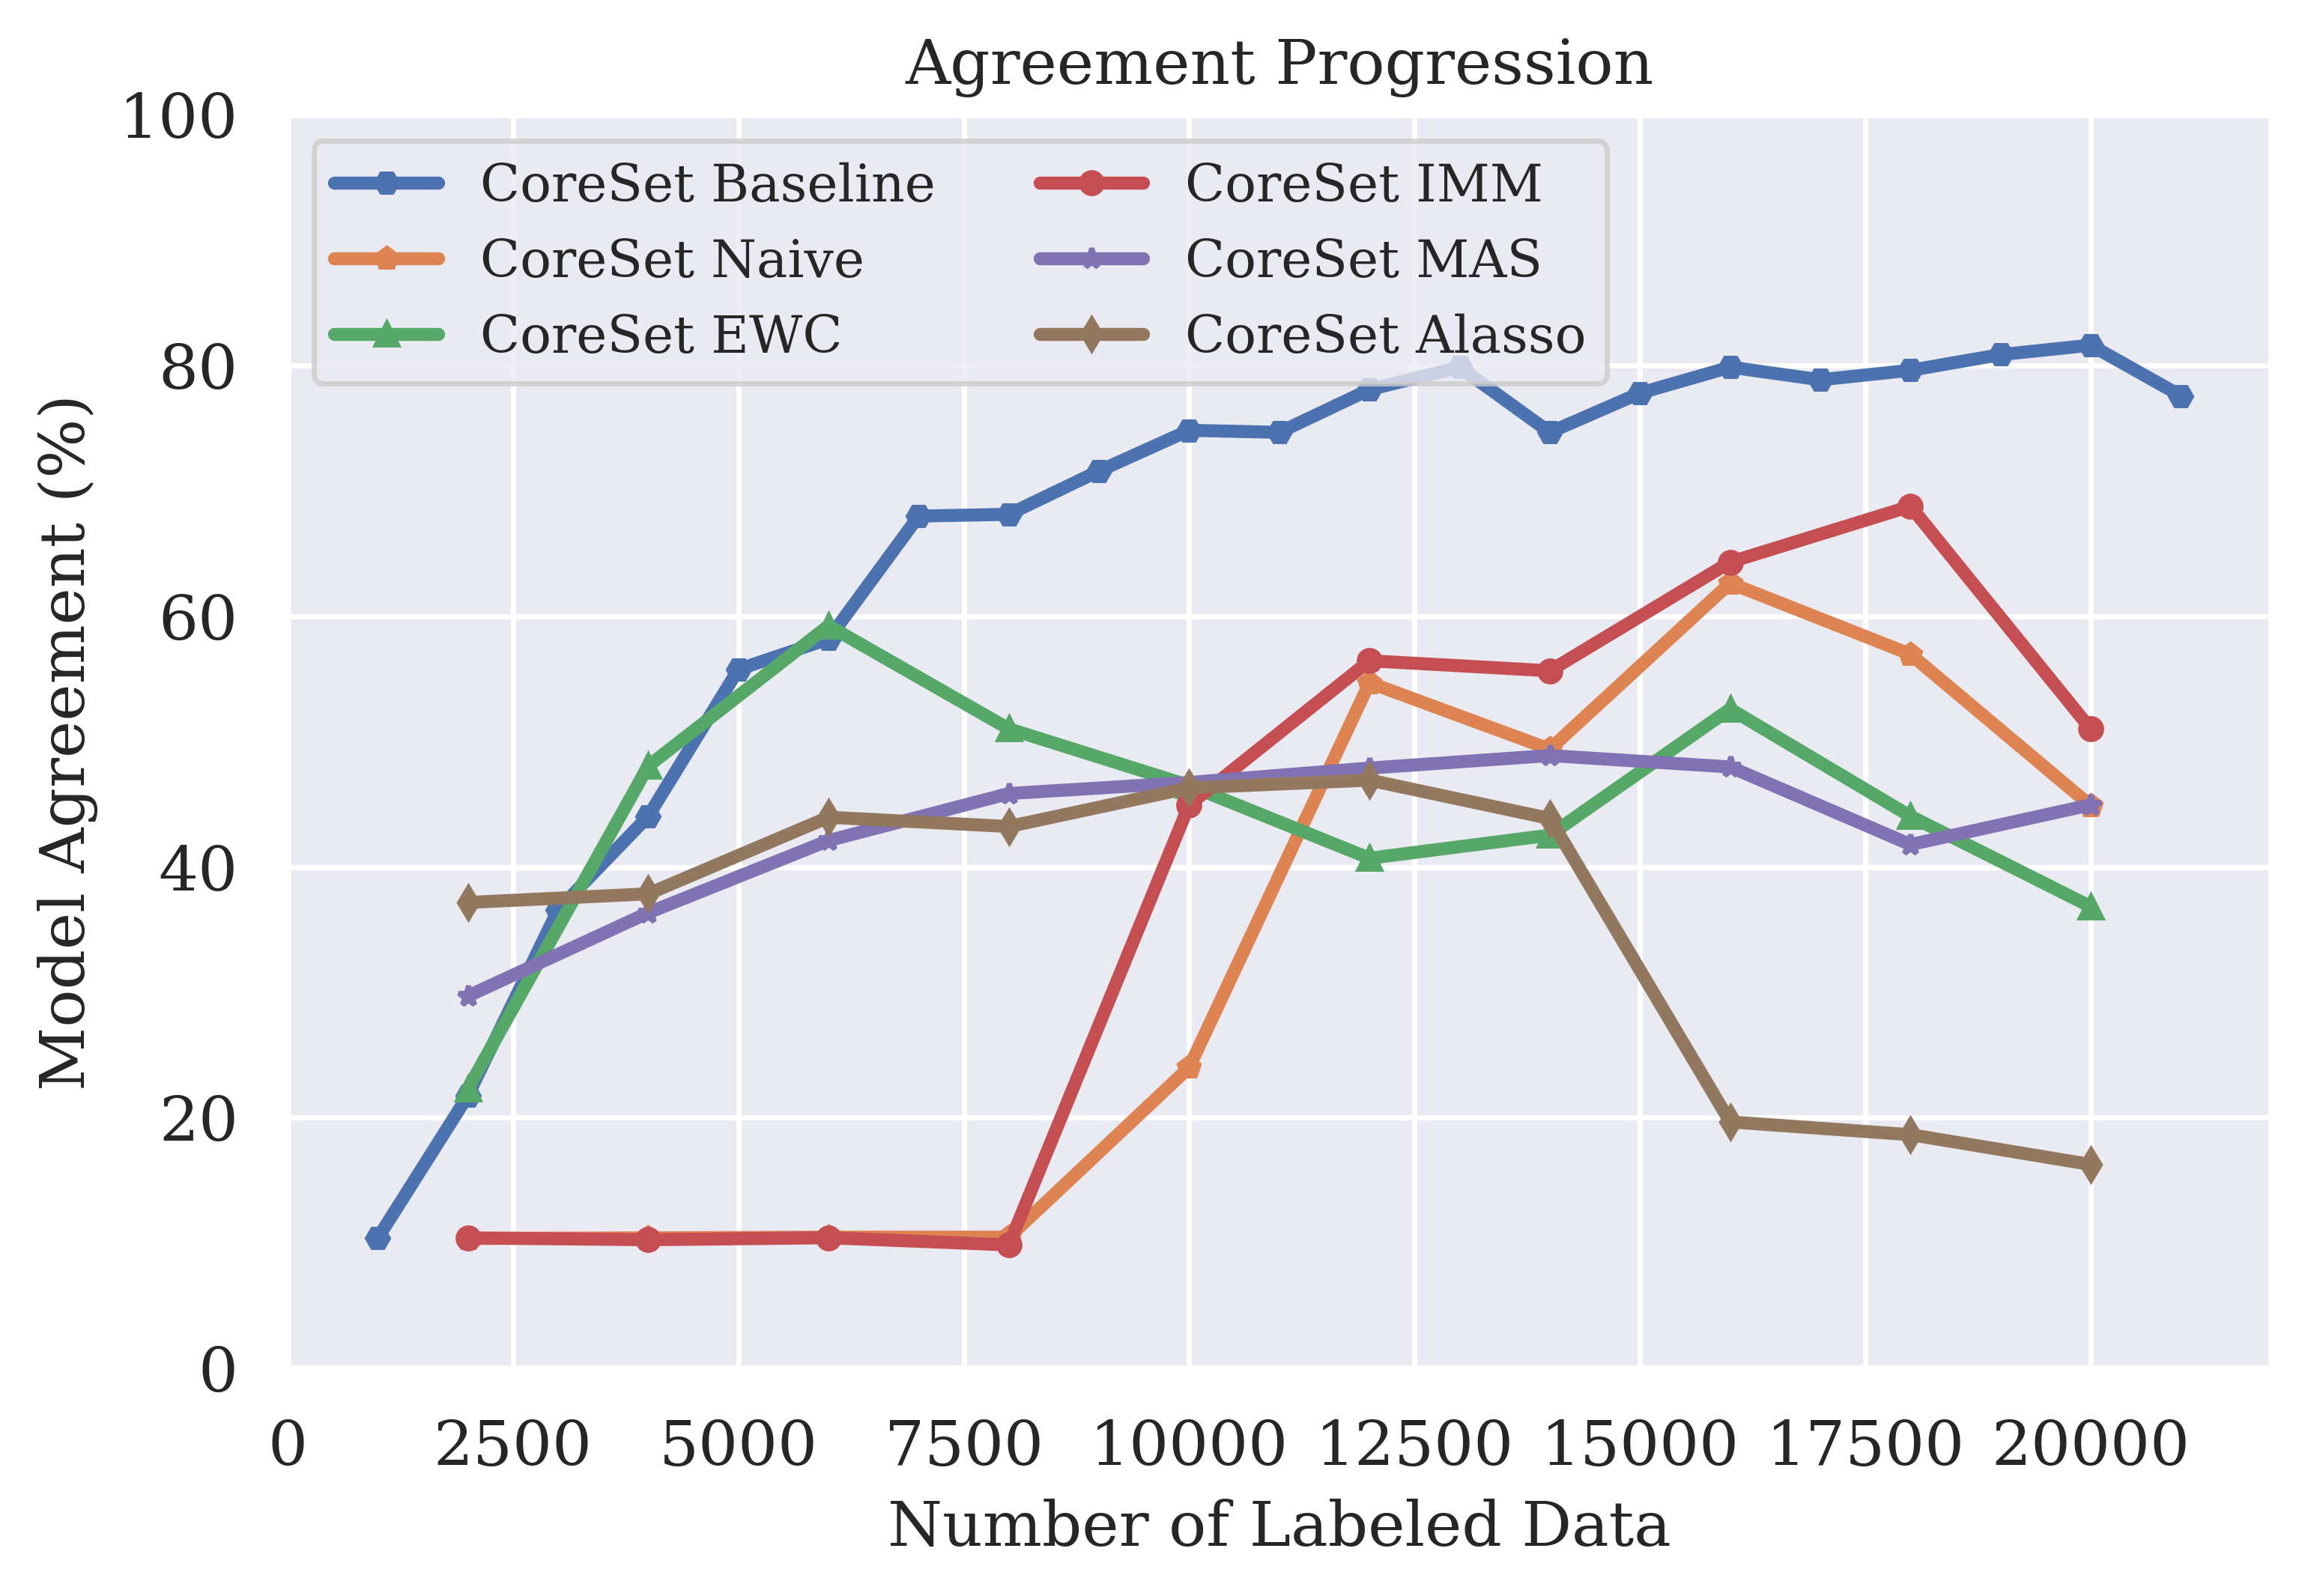 Agreement Progression
100
80
60
40
20
0
Model Agreement (%)
CoreSet Baseline
CoreSet Naive
CoreSet EWC
CoreSet IMM
CoreSet MAS
CoreSet Alasso
0 2500 5000 7500 10000 12500 15000 17500 20000
Number of Labeled Data